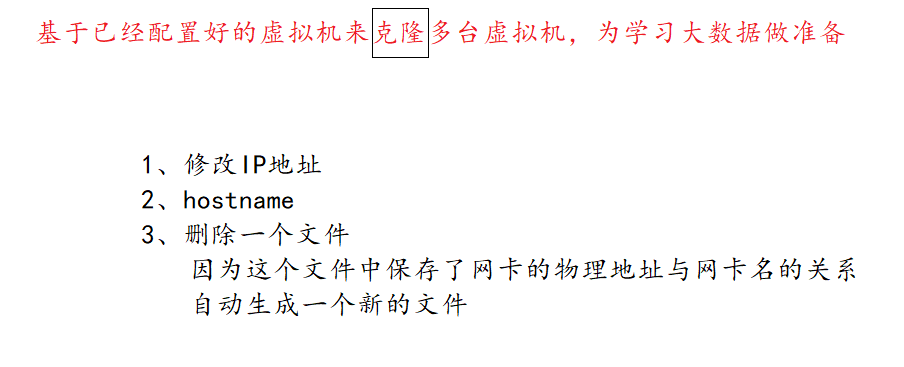 基于已经配置好的虚拟机来克隆多台虚拟机，为学习大数据做准备
1、修改IP地址
2、hostname
3、删除一个文件
因为这个文件中保存了网卡的物理地址与网卡名的关系
自动生成一个新的文件